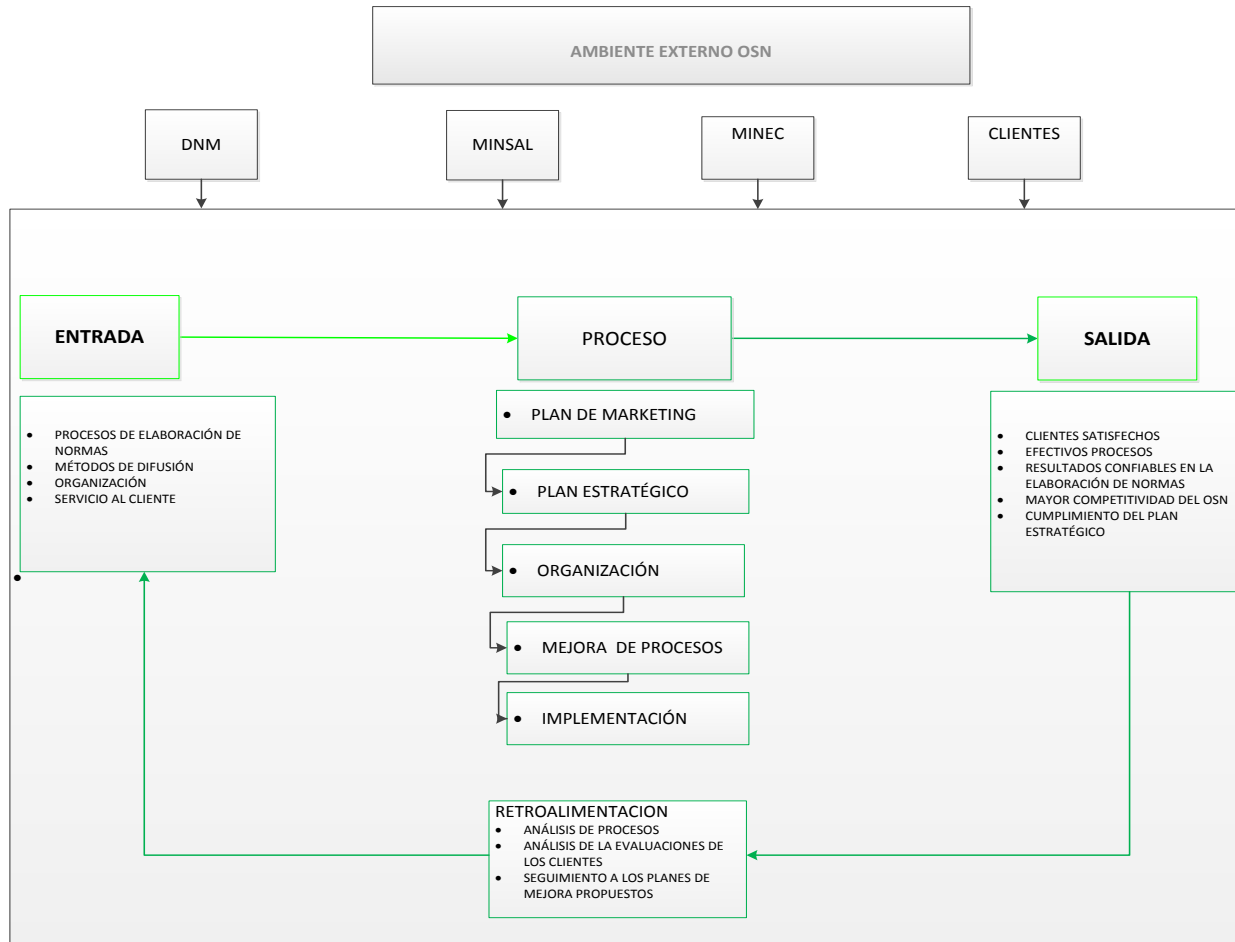 AMBIENTE EXTERNO OSN
DNM
MINSAL
MINEC
CLIENTES
ENTRADA
PROCESO
SALIDA
• PROCESOS DE ELABORACIÓN DE
NORMAS
• MÉTODOS DE DIFUSIÓN
• ORGANIZACIÓN
• SERVICIO AL CLIENTE
•
• PLAN DE MARKETING
• PLAN ESTRATÉGICO
• ORGANIZACIÓN
• MEJORA DE PROCESOS
• IMPLEMENTACIÓN
• CLIENTES SATISFECHOS
• EFECTIVOS PROCESOS
• RESULTADOS CONFIABLES EN LA
ELABORACIÓN DE NORMAS
• MAYOR COMPETITIVIDAD DEL OSN
• CUMPLIMIENTO DEL PLAN
ESTRATÉGICO
RETROALIMENTACION
• ANÁLISIS DE PROCESOS
• ANÁLISIS DE LA EVALUACIONES DE
LOS CLIENTES
• SEGUIMIENTO A LOS PLANES DE
MEJORA PROPUESTOS